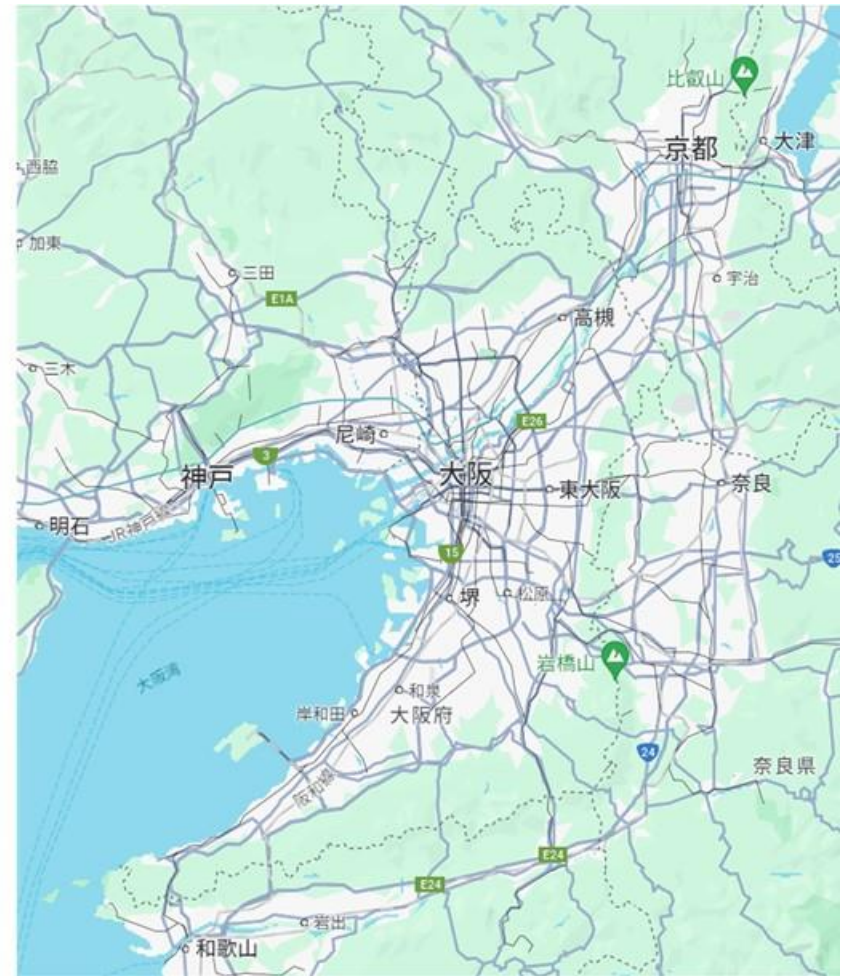 比叡山
京都
大津
西脇
加東
三田
宇治
E1A
高槻
三木
E26
尼崎
3
神戸
大阪
東大阪
奈良
明石
JR神戸線
15
25
堺
松原
岩橋山
大阪湾
和泉
岸和田
大阪府
24
奈良県
阪和線
E24
E24
岩出
和歌山